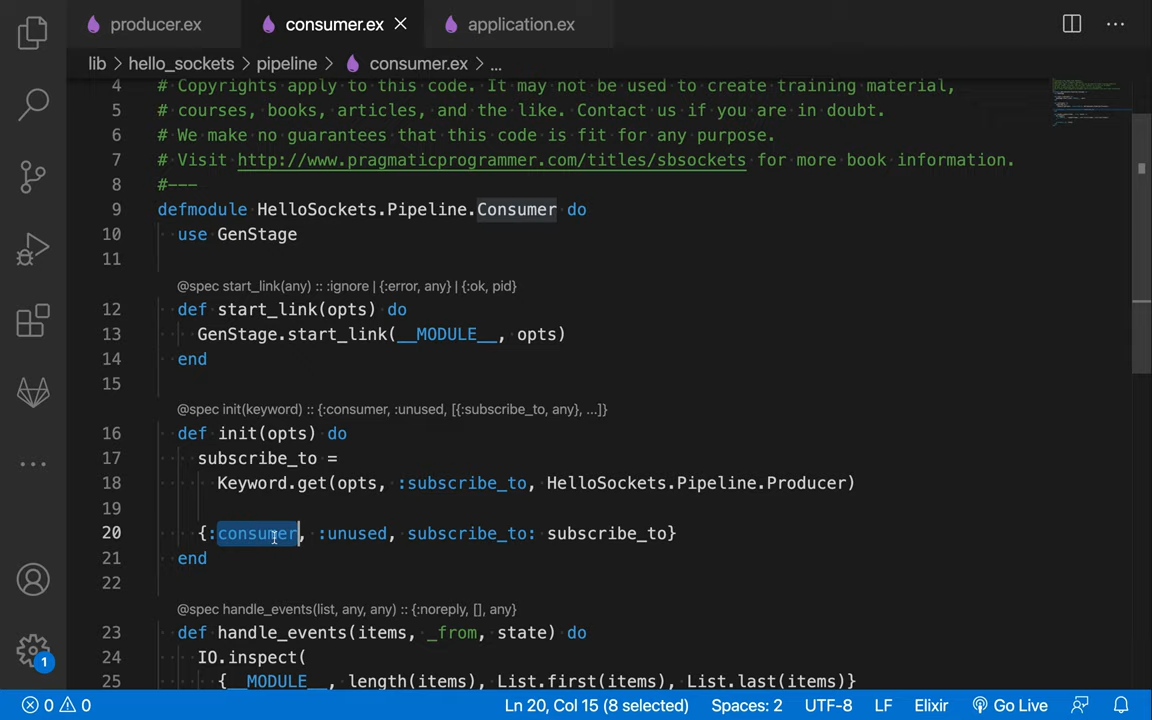 producer.ex consumer.ex application.ex
lib > hello_sockets > pipeline > consumer.ex > ...
4 # Copyrights apply to this code. It may not be used to create training material,
5 # courses, books, articles, and the like. Contact us if you are in doubt.
6 # We make no guarantees that this code is fit for any purpose.
7 # Visit http://www.pragmaticprogrammer.com/titles/sbsockets for more book information.
8 #---
9 defmodule HelloSockets.Pipeline.Consumer do
10 use GenStage
11
@spec start_link(any) :: :ignore | {:error, any} | {:ok, pid}
12 def start_link(opts) do
13 GenStage.start_link(__MODULE__, opts)
14 end
15
@spec init(keyword) :: {:consumer, :unused, [{:subscribe_to, any}, ...]}
16 def init(opts) do
17 subscribe_to =
18 Keyword.get(opts, :subscribe_to, HelloSockets.Pipeline.Producer)
19
20 {:consumer, :unused, subscribe_to: subscribe_to}
21 end
22
@spec handle_events(list, any, any) :: {:noreply, [], any}
23 def handle_events(items, _from, state) do
24 IO.inspect(
25 {__MODULE__, length(items), List.first(items), List.last(items)}
1
0 0 Ln 20, Col 15 (8 selected) Spaces: 2 UTF-8 LF Elixir Go Live